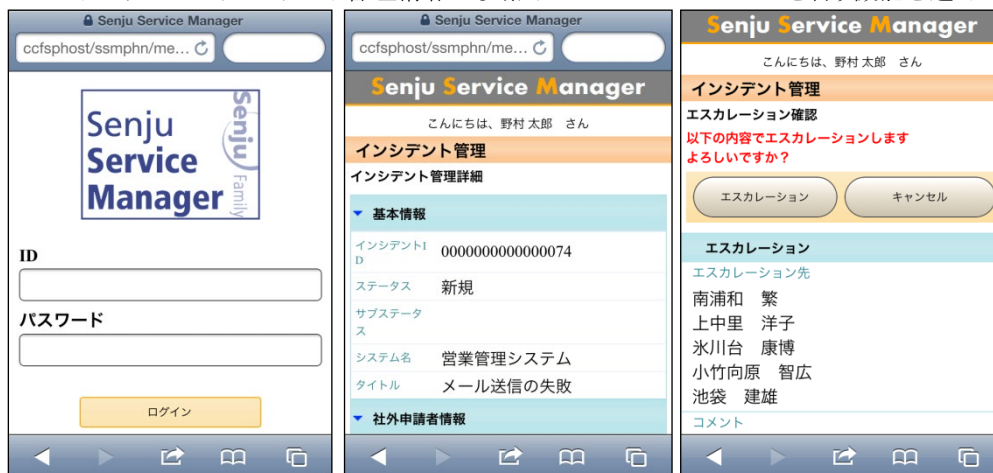 Senju Service Manager
ccfsphost/ssmphn/me...
Senju
Service
Manager
Senju
Family
ID
パスワード
ログイン
Senju Service Manager
ccfsphost/ssmphn/me...
Senju Service Manager
こんにちは、野村 太郎　さん
インシデント管理
インシデント管理詳細
基本情報
インシデントI
D
0000000000000074
ステータス 新規
サブステータ
ス
システム名 営業管理システム
タイトル メール送信の失敗
社外申請者情報
Senju Service Manager
こんにちは、野村 太郎　さん
インシデント管理
エスカレーション確認
以下の内容でエスカレーションします
よろしいですか？
エスカレーション キャンセル
エスカレーション
エスカレーション先
南浦和　繁
上中里　洋子
氷川台　康博
小竹向原　智広
池袋　建雄
コメント